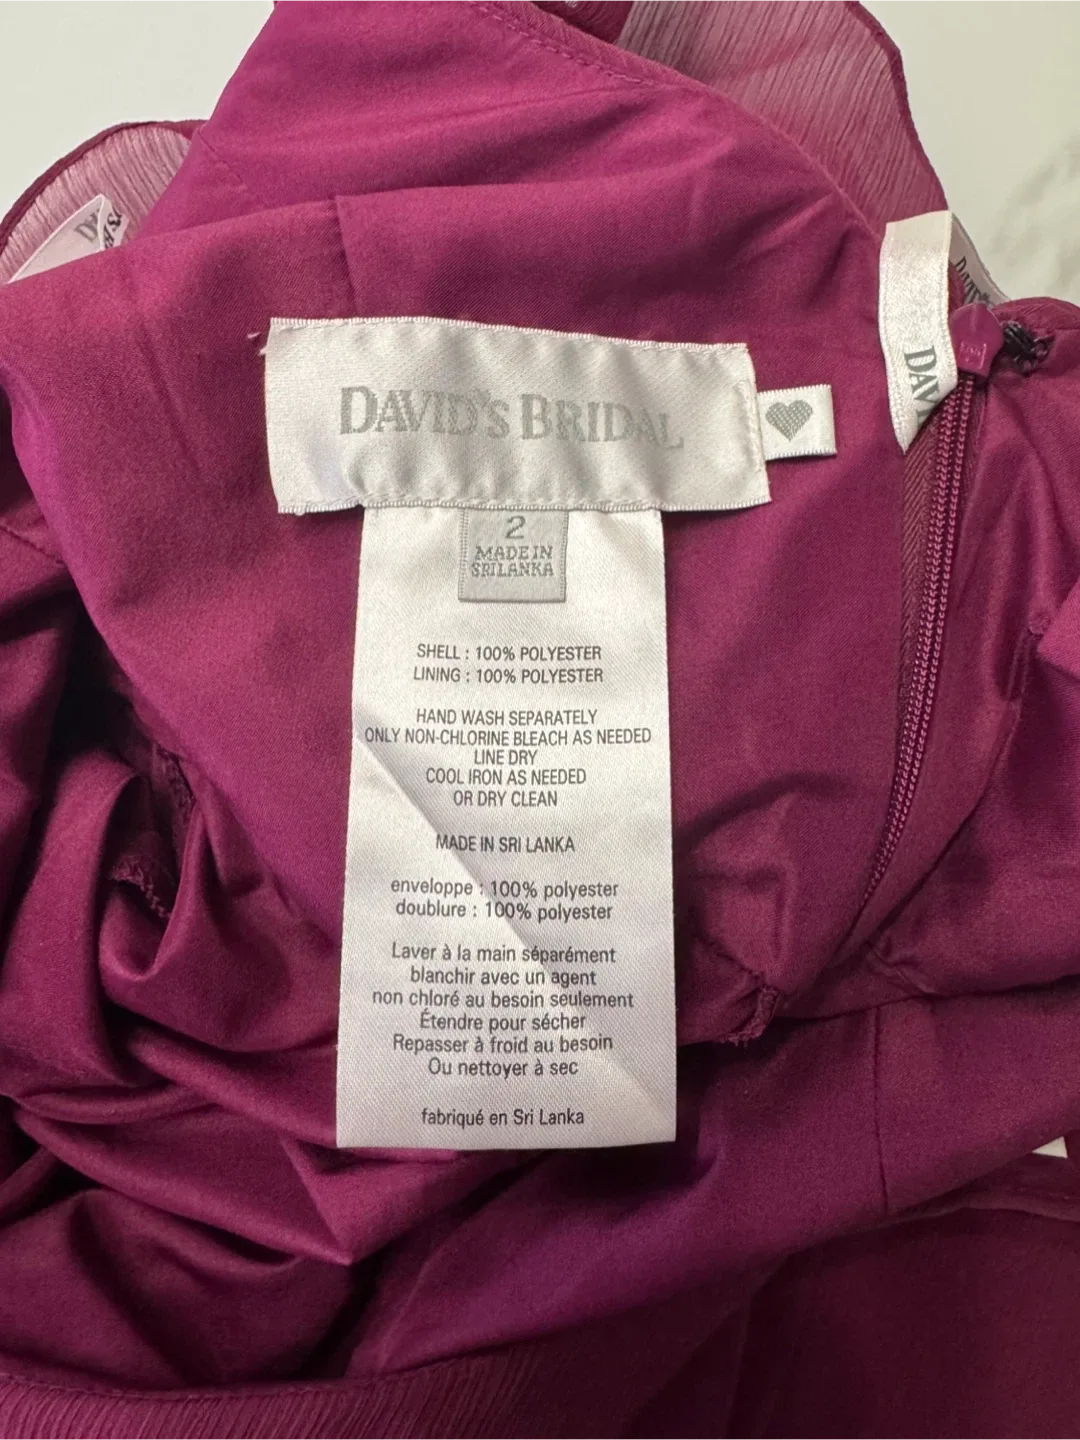 DAVID'S BRIDAL
2
MADE IN
SRI LANKA
SHELL : 100% POLYESTER
LINING : 100% POLYESTER
HAND WASH SEPARATELY
ONLY NON-CHLORINE BLEACH AS NEEDED
LINE DRY
COOL IRON AS NEEDED
OR DRY CLEAN
MADE IN SRI LANKA
enveloppe : 100% polyester
doublure : 100% polyester
Laver à la main séparément
blanchir avec un agent
non chloré au besoin seulement
Étendre pour sécher
Repasser à froid au besoin
Ou nettoyer à sec
fabriqué en Sri Lanka
DAV